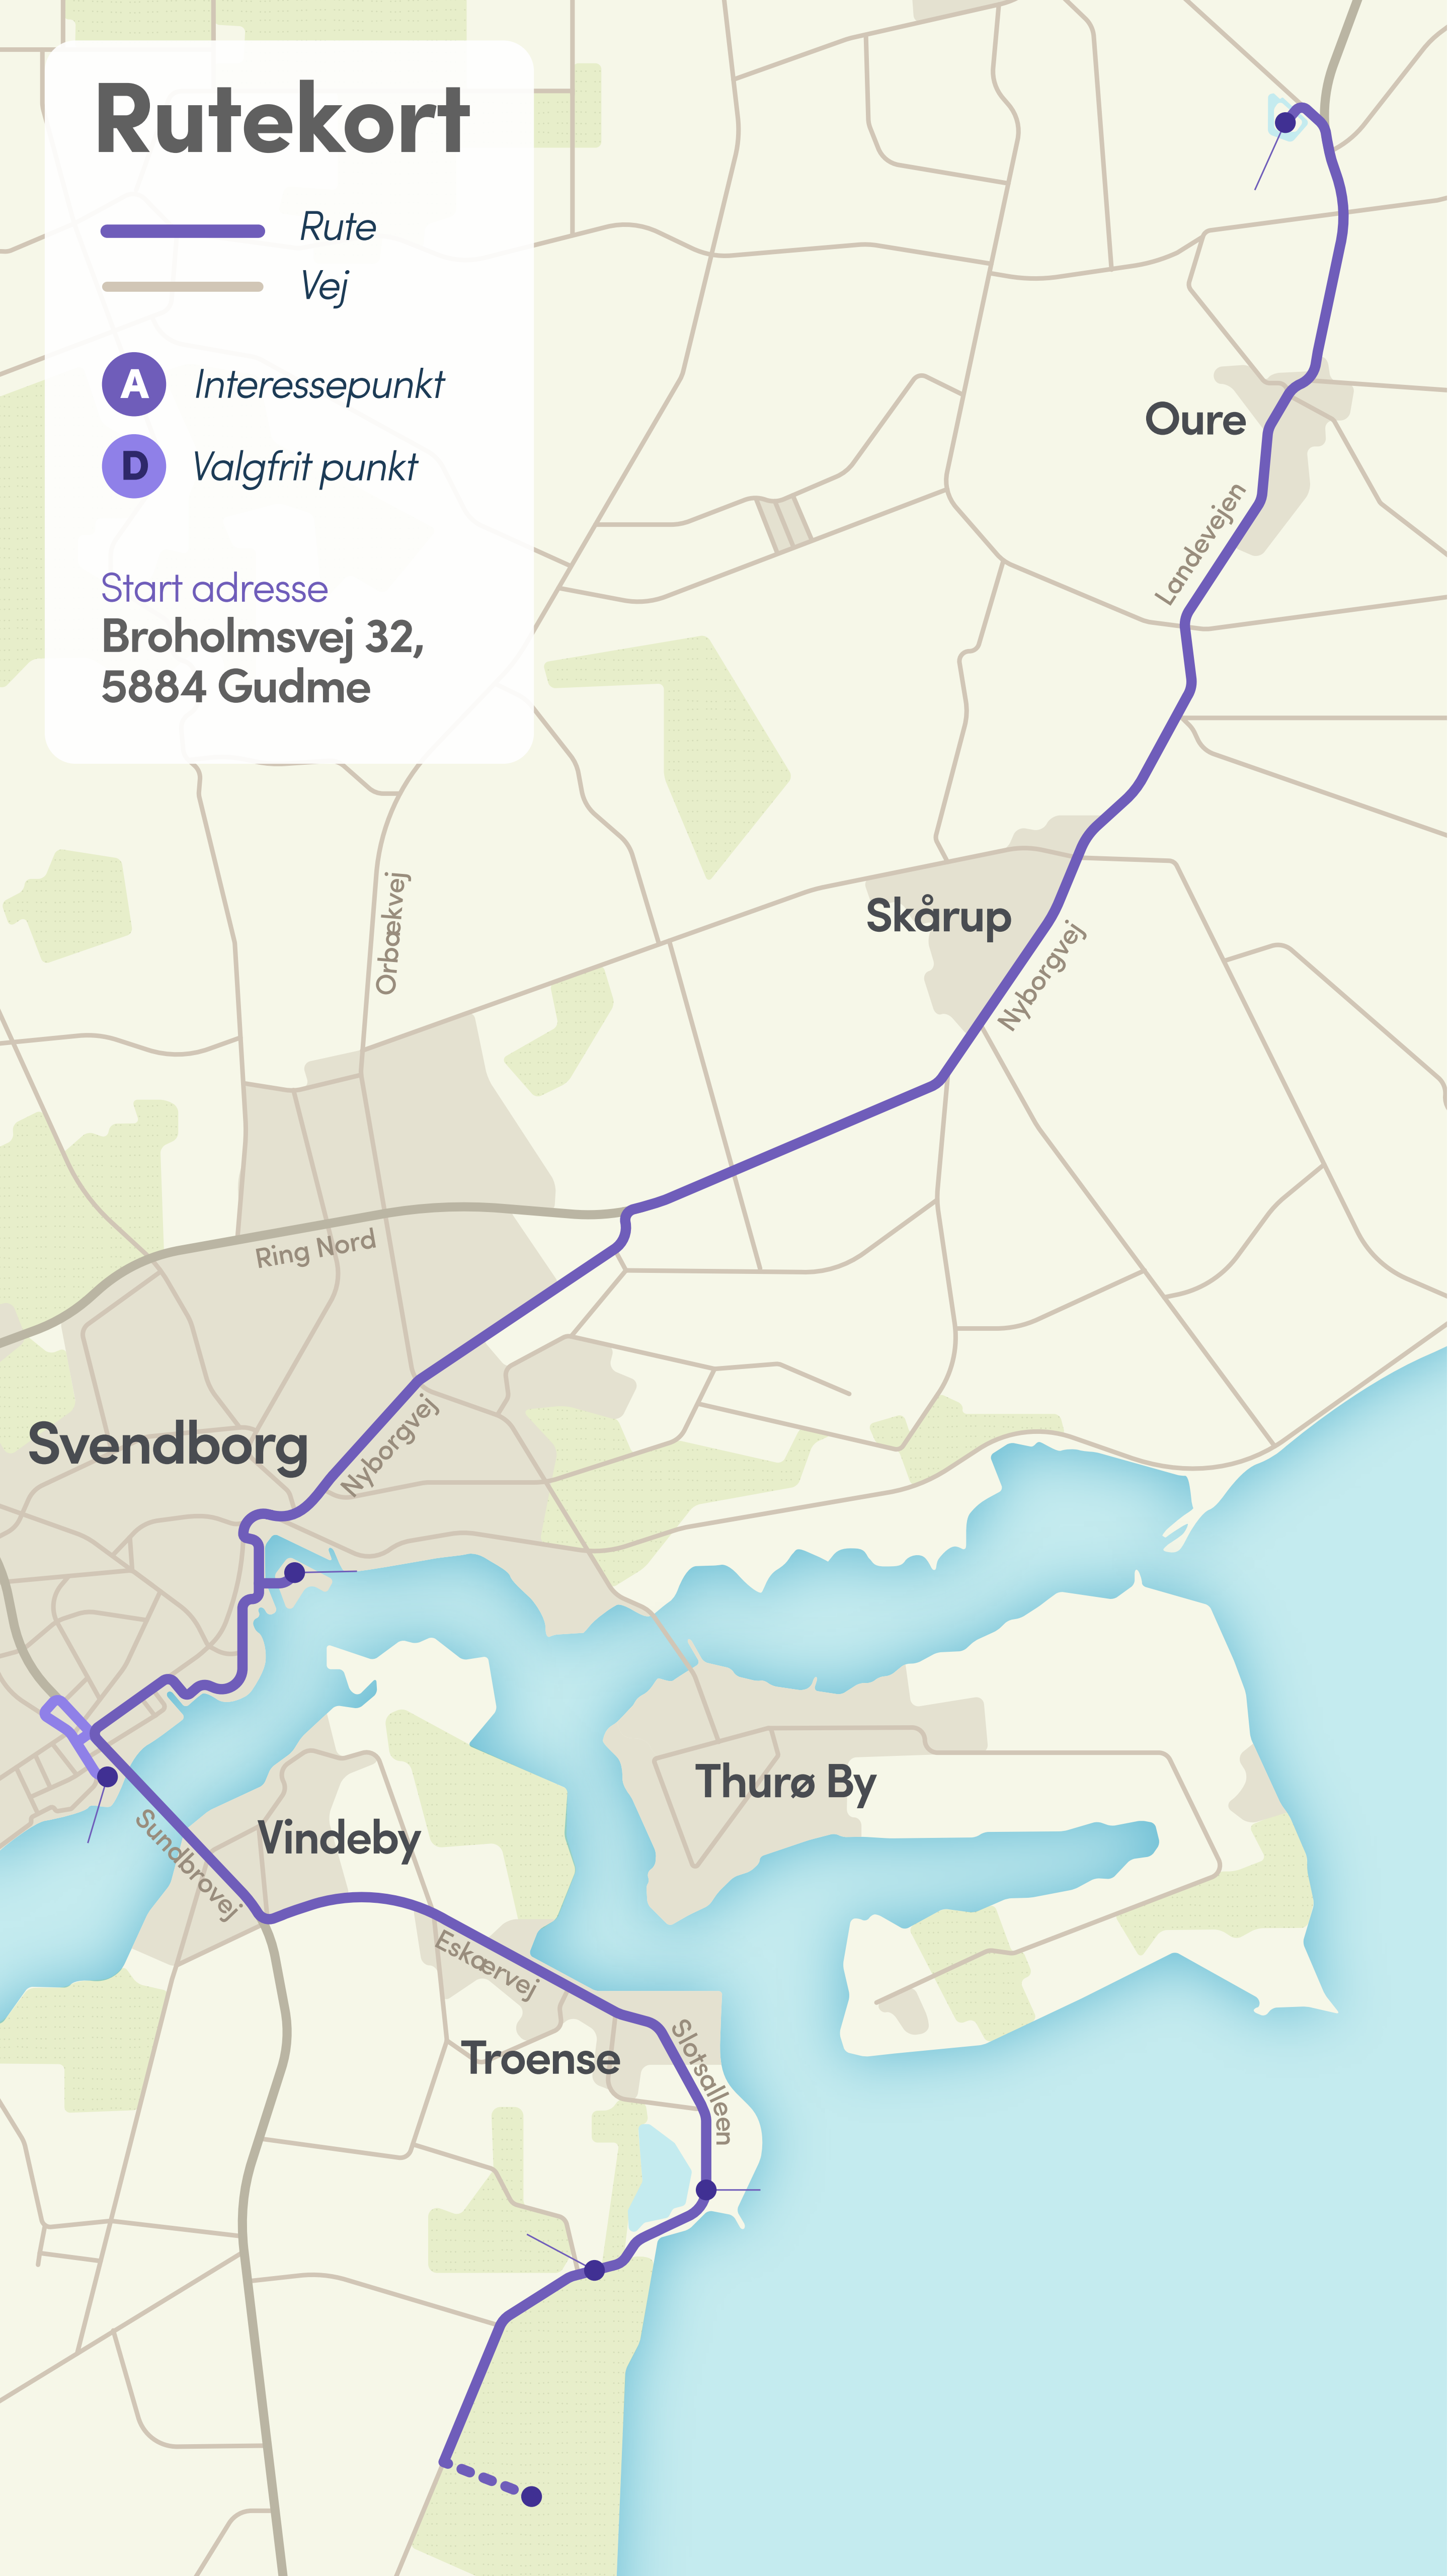 Rutekort
Rute
Vej
A Interessepunkt
D Valgfrit punkt
Start adresse
Broholmsvej 32,
5884 Gudme
Oure
Landevejen
Orbækvej
Skårup
Nyborgvej
Ring Nord
Svendborg
Nyborgvej
Thurø By
Vindeby
Sundbrovej
Eskærvej
Slotsalleen
Troense